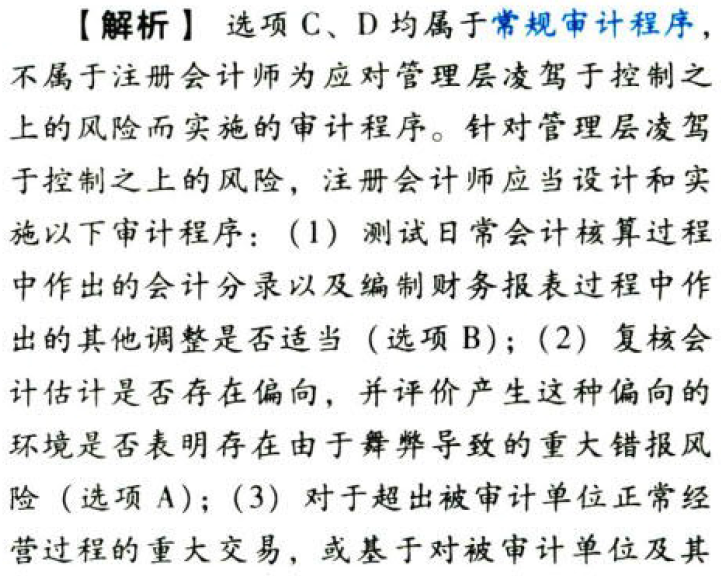 【解析】 选项 C、D 均属于常规审计程序,
不属于注册会计师为应对管理层凌驾于控制之
上的风险而实施的审计程序。针对管理层凌驾
于控制之上的风险，注册会计师应当设计和实
施以下审计程序：（1） 测试日常会计核算过程
中作出的会计分录以及编制财务报表过程中作
出的其他调整是否适当（选项 B）；（2） 复核会
计估计是否存在偏向，并评价产生这种偏向的
环境是否表明存在由于舞弊导致的重大错报风
险（选项 A）；（3） 对于超出被审计单位正常经
营过程的重大交易，或基于对被审计单位及其